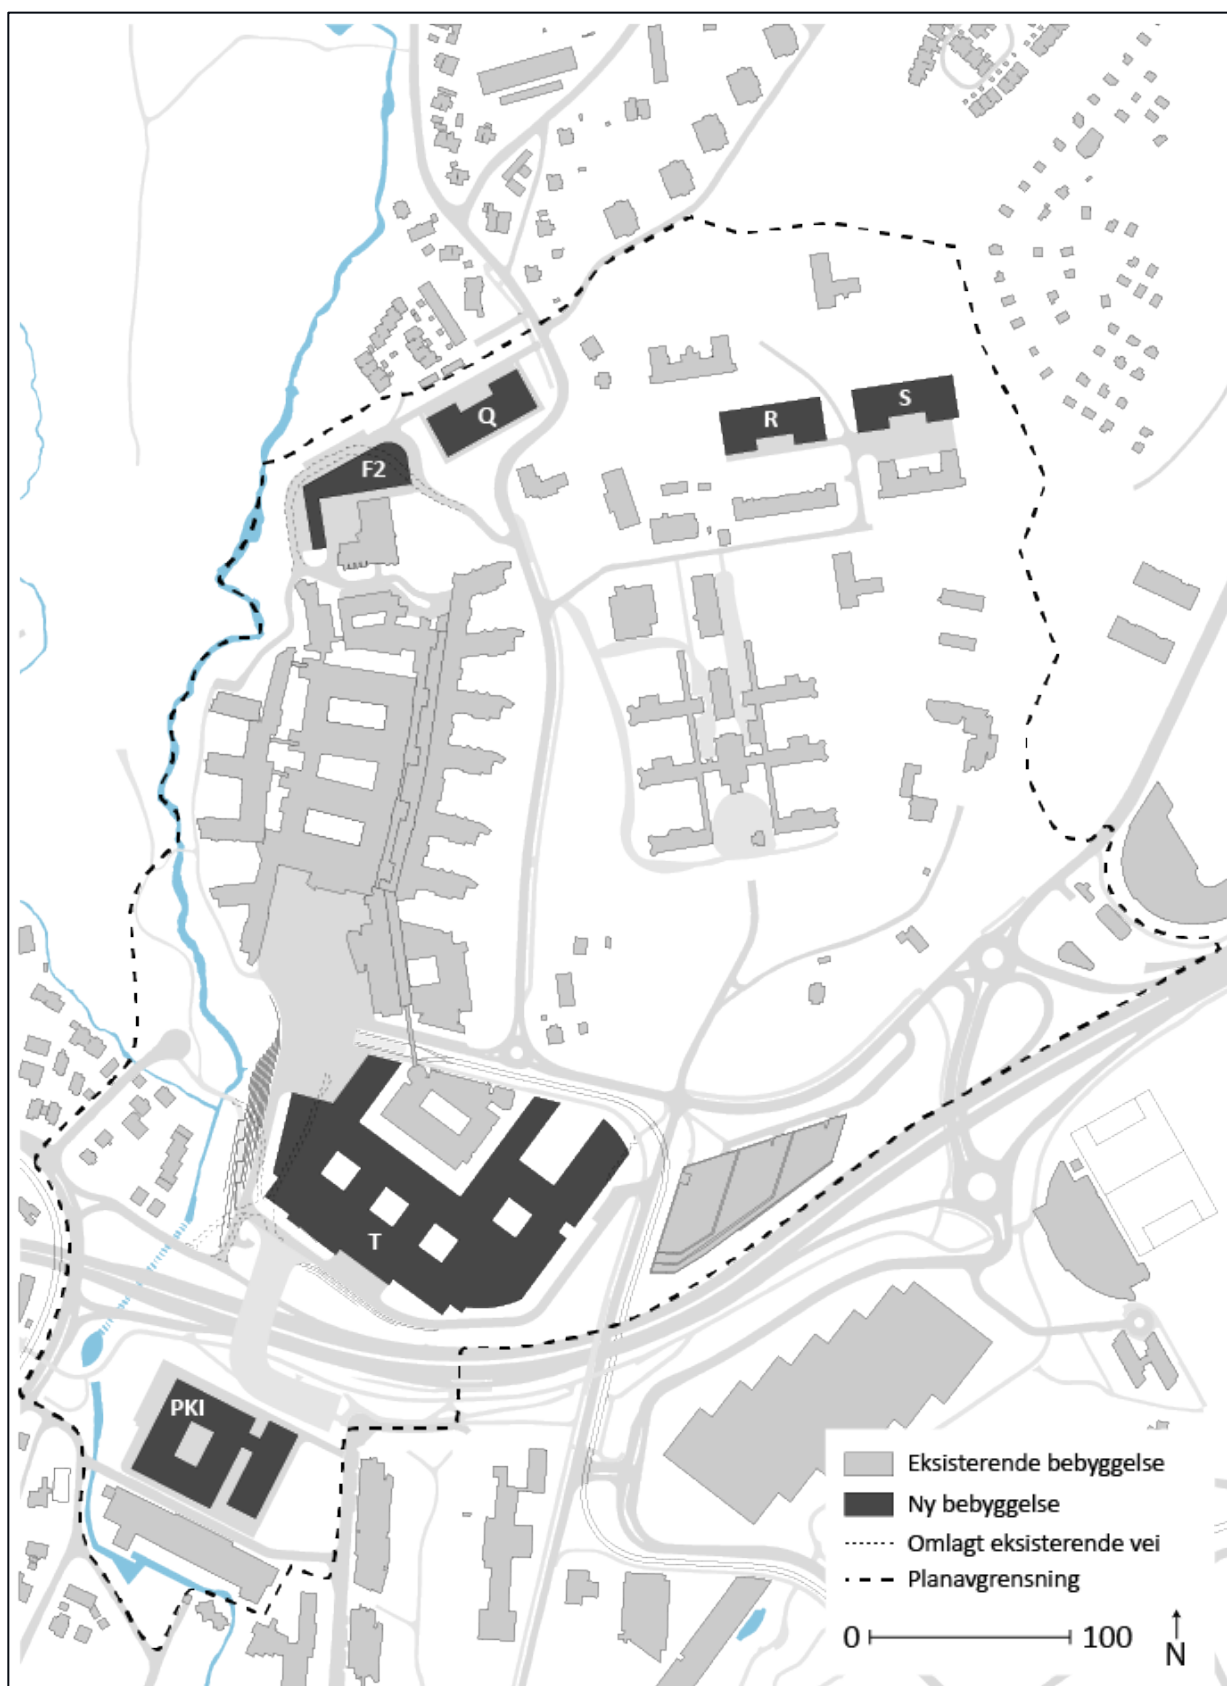 S
R
Q
F2
T
PKI
Eksisterende bebyggelse
Ny bebyggelse
Omlagt eksisterende vei
Planavgrensning
0 100
N